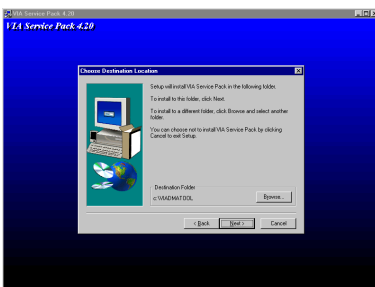 VIA Service Pack 4.20
VIA Service Pack 4.20
Choose Destination Location
Setup will install VIA Service Pack in the following folder.
To install to this folder, click Next.
To install to a different folder, click Browse and select another
folder.
You can choose not to install VIA Service Pack by clicking
Cancel to exit Setup.
Destination Folder
c:\VIADMATOOL
Browse...
< Back
Next >
Cancel